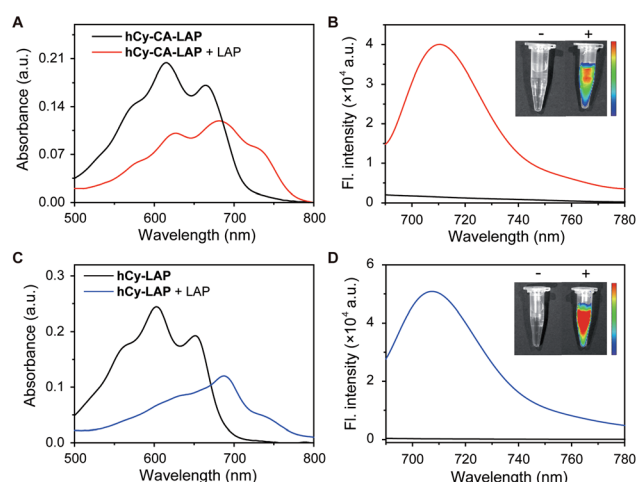 A
hCy-CA-LAP
hCy-CA-LAP + LAP
0.21
0.14
0.07
0.00
Absorbance (a.u.)
500 600 700 800
Wavelength (nm)
B
- +
4
3
2
1
0
Fl. intensity (×10⁴ a.u.)
700 720 740 760 780
Wavelength (nm)
C
hCy-LAP
hCy-LAP + LAP
0.3
0.2
0.1
0.0
Absorbance (a.u.)
500 600 700 800
Wavelength (nm)
D
- +
6
5
2
0
Fl. intensity (×10⁴ a.u.)
700 720 740 760 780
Wavelength (nm)